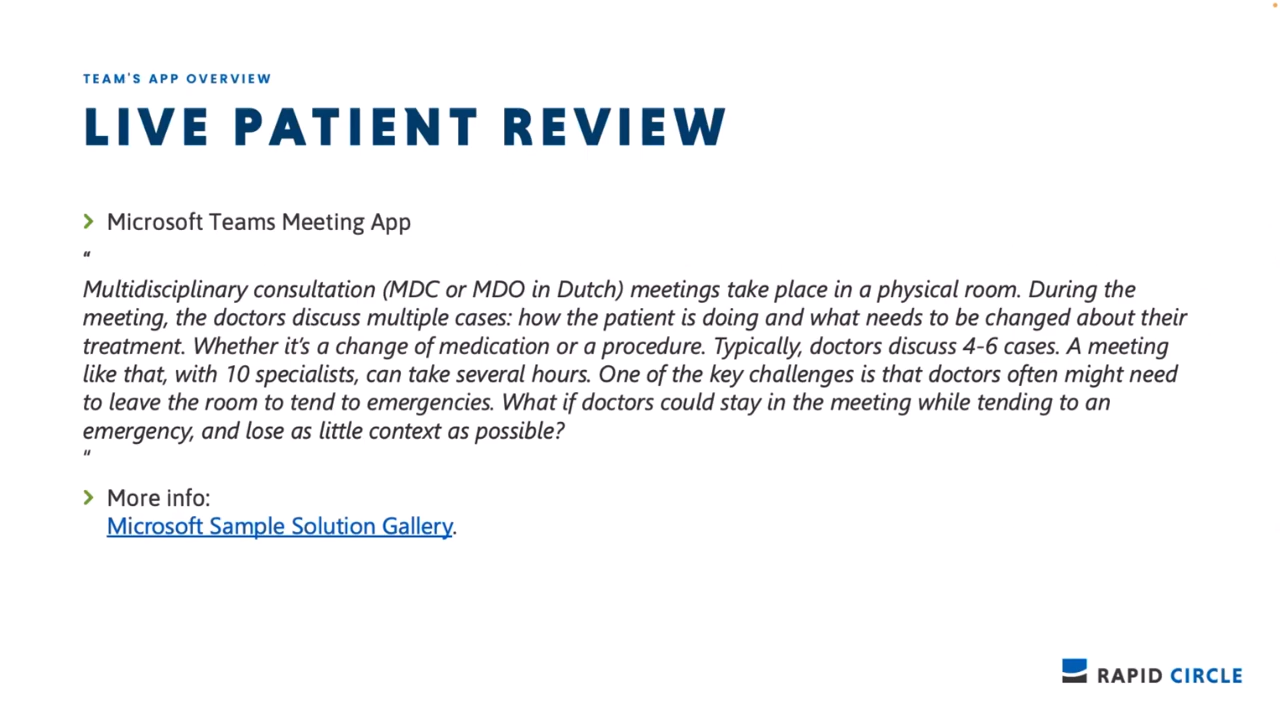 TEAM'S APP OVERVIEW
LIVE PATIENT REVIEW
Microsoft Teams Meeting App
“
Multidisciplinary consultation (MDC or MDO in Dutch) meetings take place in a physical room. During the
meeting, the doctors discuss multiple cases: how the patient is doing and what needs to be changed about their
treatment. Whether it’s a change of medication or a procedure. Typically, doctors discuss 4-6 cases. A meeting
like that, with 10 specialists, can take several hours. One of the key challenges is that doctors often might need
to leave the room to tend to emergencies. What if doctors could stay in the meeting while tending to an
emergency, and lose as little context as possible?
“
More info:
Microsoft Sample Solution Gallery.
RAPID CIRCLE